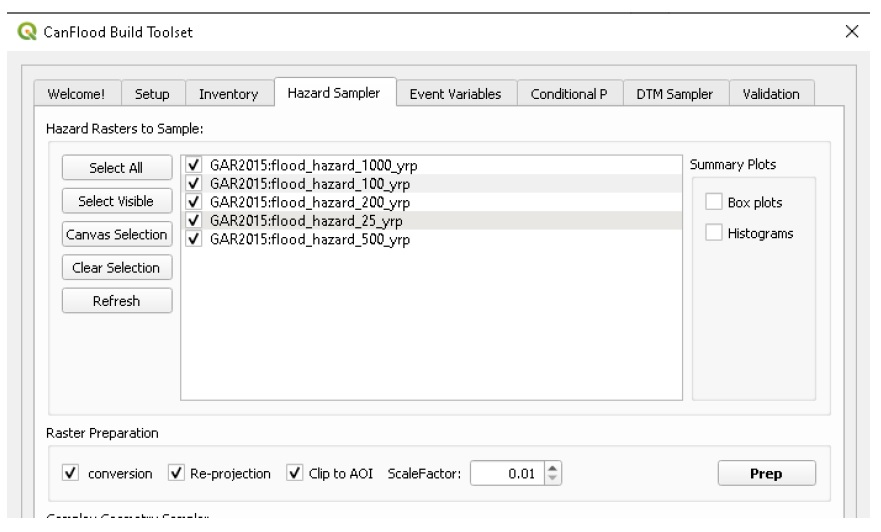 CanFlood Build Toolset
Welcome! Setup Inventory Hazard Sampler Event Variables Conditional P DTM Sampler Validation
Hazard Rasters to Sample:
Select All
Select Visible
Canvas Selection
Clear Selection
Refresh
GAR2015:flood_hazard_1000_yrp
GAR2015:flood_hazard_100_yrp
GAR2015:flood_hazard_200_yrp
GAR2015:flood_hazard_25_yrp
GAR2015:flood_hazard_500_yrp
Summary Plots
Box plots
Histograms
Raster Preparation
conversion Re-projection Clip to AOI ScaleFactor: 0.01 Prep